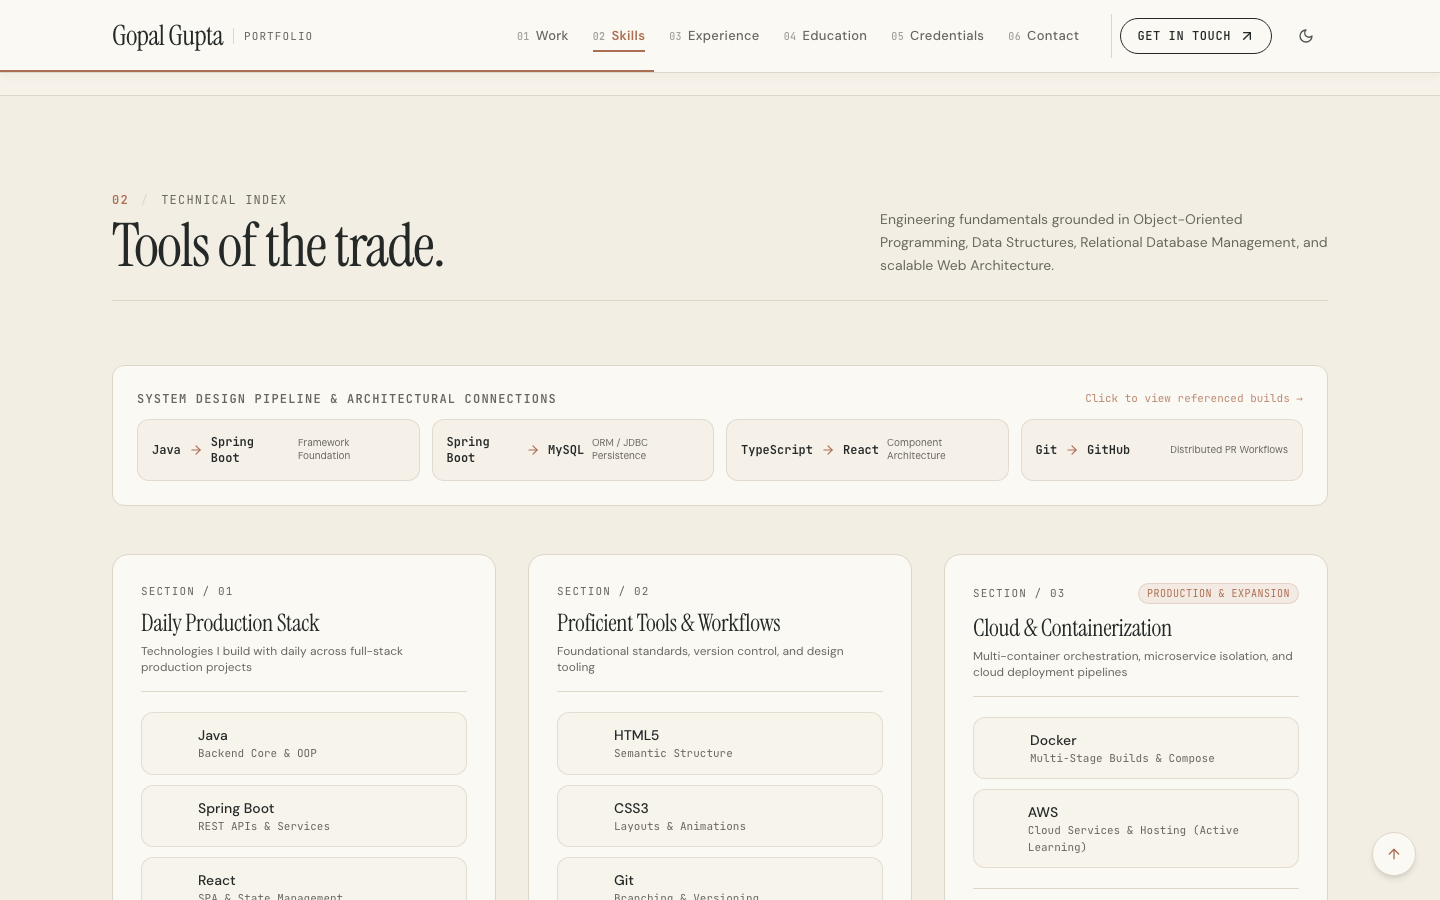 Gopal Gupta
PORTFOLIO
01 Work
02 Skills
03 Experience
04 Education
05 Credentials
06 Contact
GET IN TOUCH
02 / TECHNICAL INDEX
Tools of the trade.
Engineering fundamentals grounded in Object-Oriented
Programming, Data Structures, Relational Database Management, and
scalable Web Architecture.
SYSTEM DESIGN PIPELINE & ARCHITECTURAL CONNECTIONS
Click to view referenced builds →
Java → Spring
Boot
Framework
Foundation
Spring
Boot
→ MySQL
ORM / JDBC
Persistence
TypeScript → React
Component
Architecture
Git → GitHub
Distributed PR Workflows
SECTION / 01
Daily Production Stack
Technologies I build with daily across full-stack
production projects
Java
Backend Core & OOP
Spring Boot
REST APIs & Services
React
SPA & State Management
SECTION / 02
Proficient Tools & Workflows
Foundational standards, version control, and design
tooling
HTML5
Semantic Structure
CSS3
Layouts & Animations
Git
Branching & Versioning
SECTION / 03
PRODUCTION & EXPANSION
Cloud & Containerization
Multi-container orchestration, microservice isolation, and
cloud deployment pipelines
Docker
Multi-Stage Builds & Compose
AWS
Cloud Services & Hosting (Active
Learning)